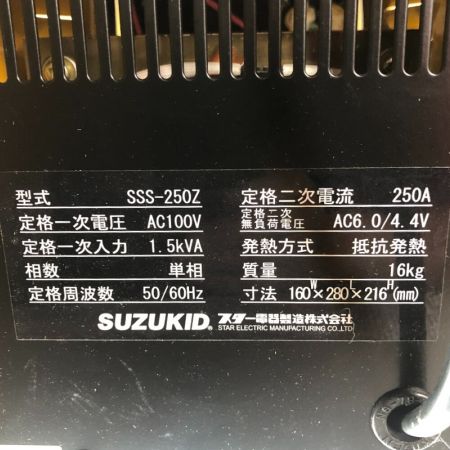 型式 SSS-250Z
定格一次電圧 AC100V
定格一次入力 1.5kVA
相数 単相
定格周波数 50/60Hz
定格二次電流 250A
定格二次
無負荷電圧 AC6.0/4.4V
発熱方式 抵抗発熱
質量 16kg
W L H
寸法 160×280×216(mm)
SUZUKID® スター電器製造株式会社
STAR ELECTRIC MANUFACTURING CO.,LTD